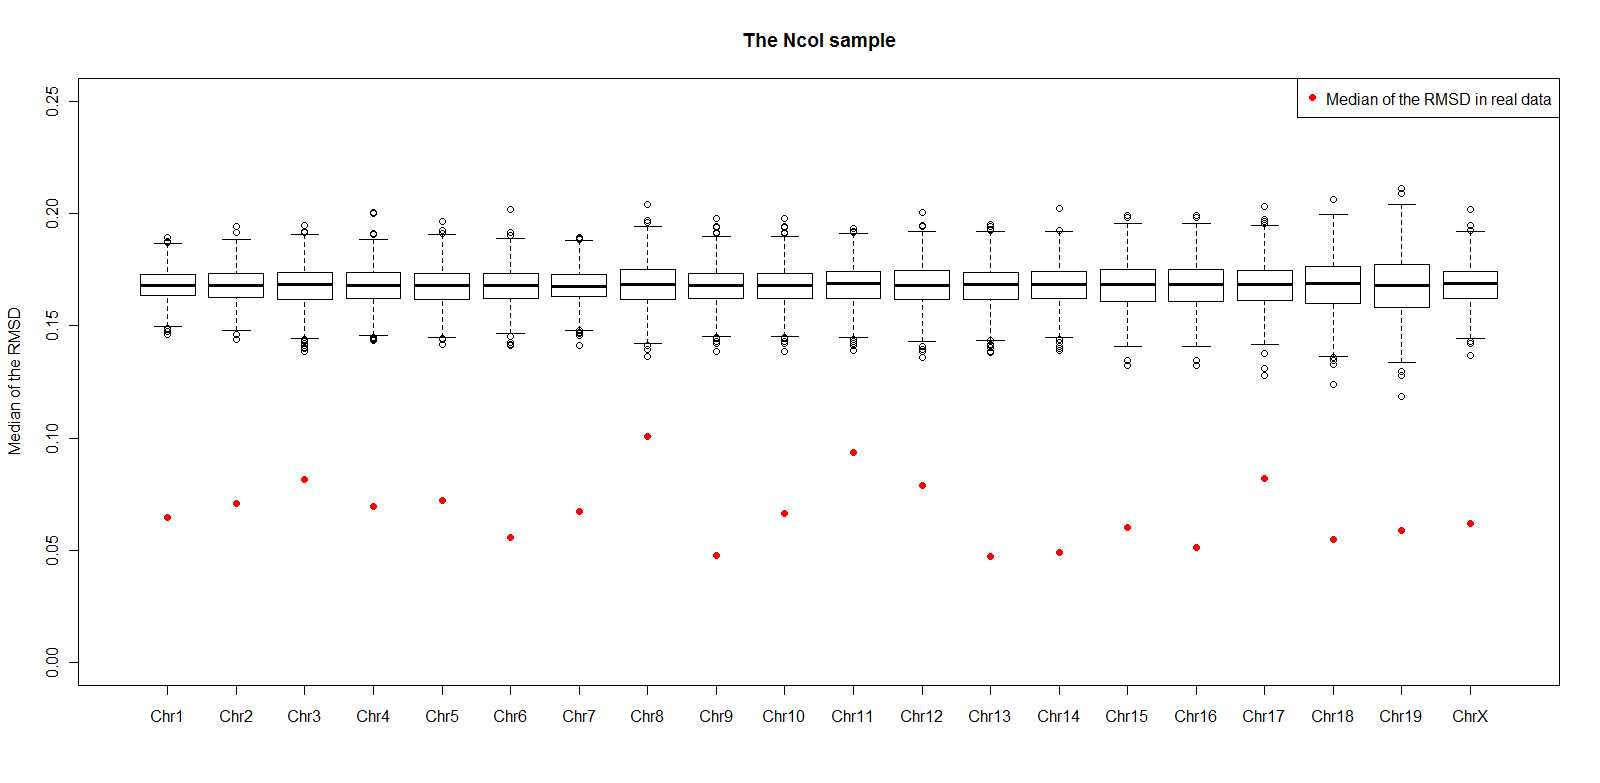 The NcoI sample
Median of the RMSD in real data
Median of the RMSD
0.25
0.20
0.15
0.10
0.05
0.00
Chr1 Chr2 Chr3 Chr4 Chr5 Chr6 Chr7 Chr8 Chr9 Chr10 Chr11 Chr12 Chr13 Chr14 Chr15 Chr16 Chr17 Chr18 Chr19 ChrX